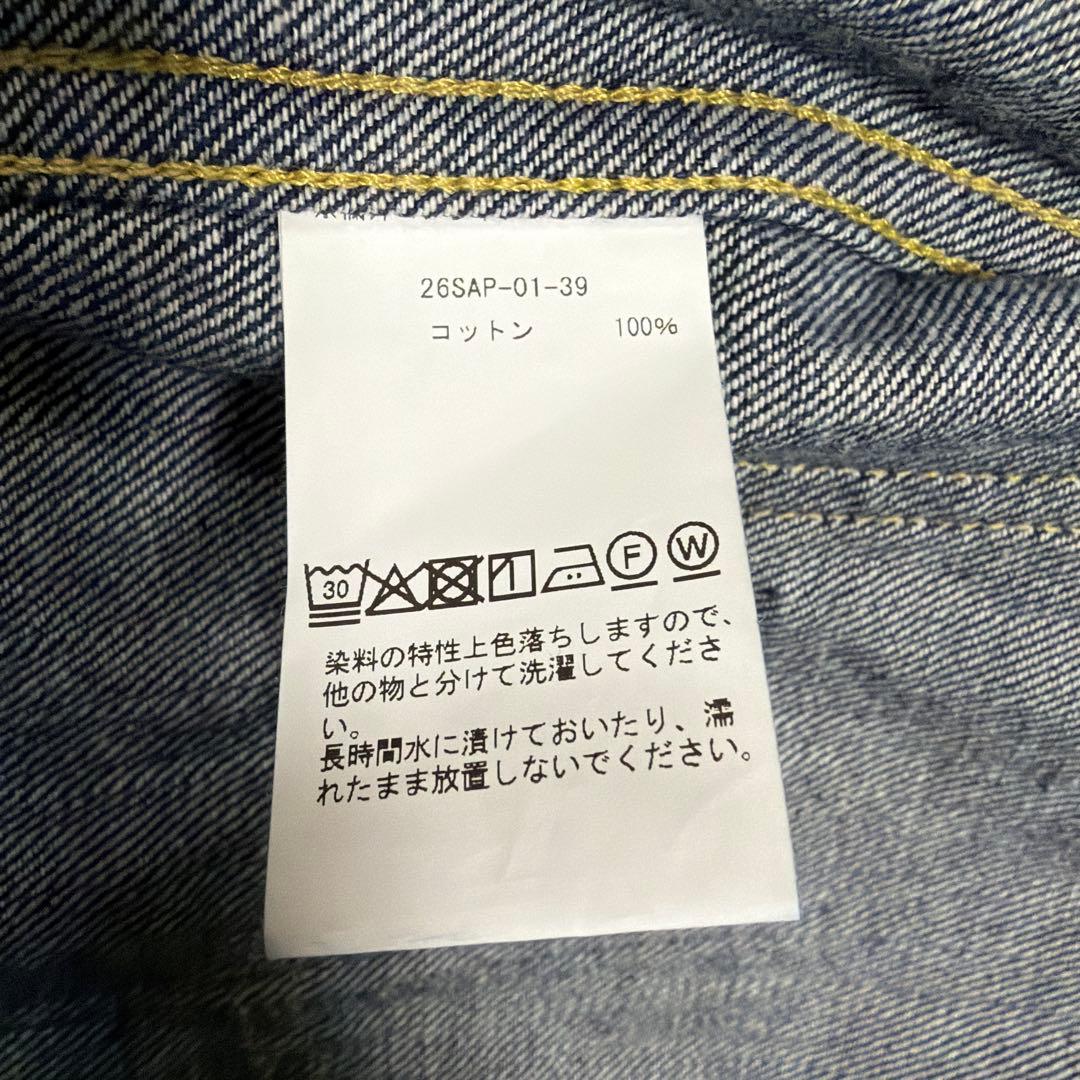 26SAP-01-39
コットン 100%
30
F W
染料の特性上色落ちしますので、
他の物と分けて洗濯してくださ
い。
長時間水に漬けておいたり、濡
れたまま放置しないでください。